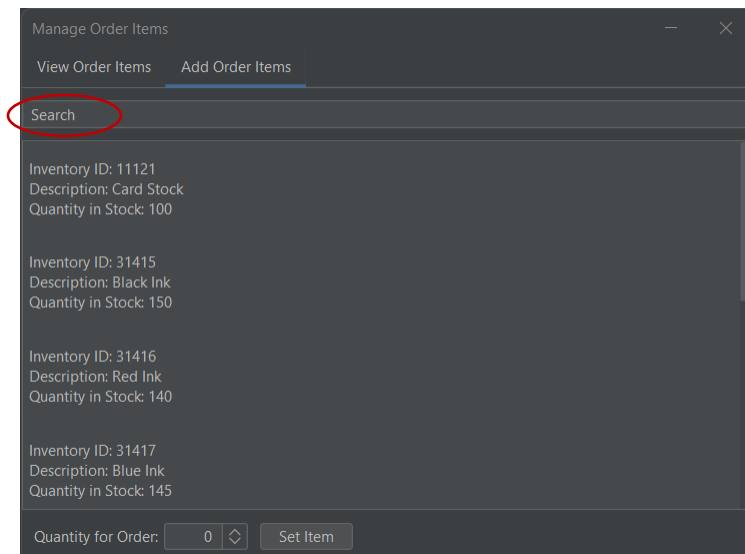 Manage Order Items
View Order Items Add Order Items
Search
Inventory ID: 11121
Description: Card Stock
Quantity in Stock: 100
Inventory ID: 31415
Description: Black Ink
Quantity in Stock: 150
Inventory ID: 31416
Description: Red Ink
Quantity in Stock: 140
Inventory ID: 31417
Description: Blue Ink
Quantity in Stock: 145
Quantity for Order: 0 Set Item